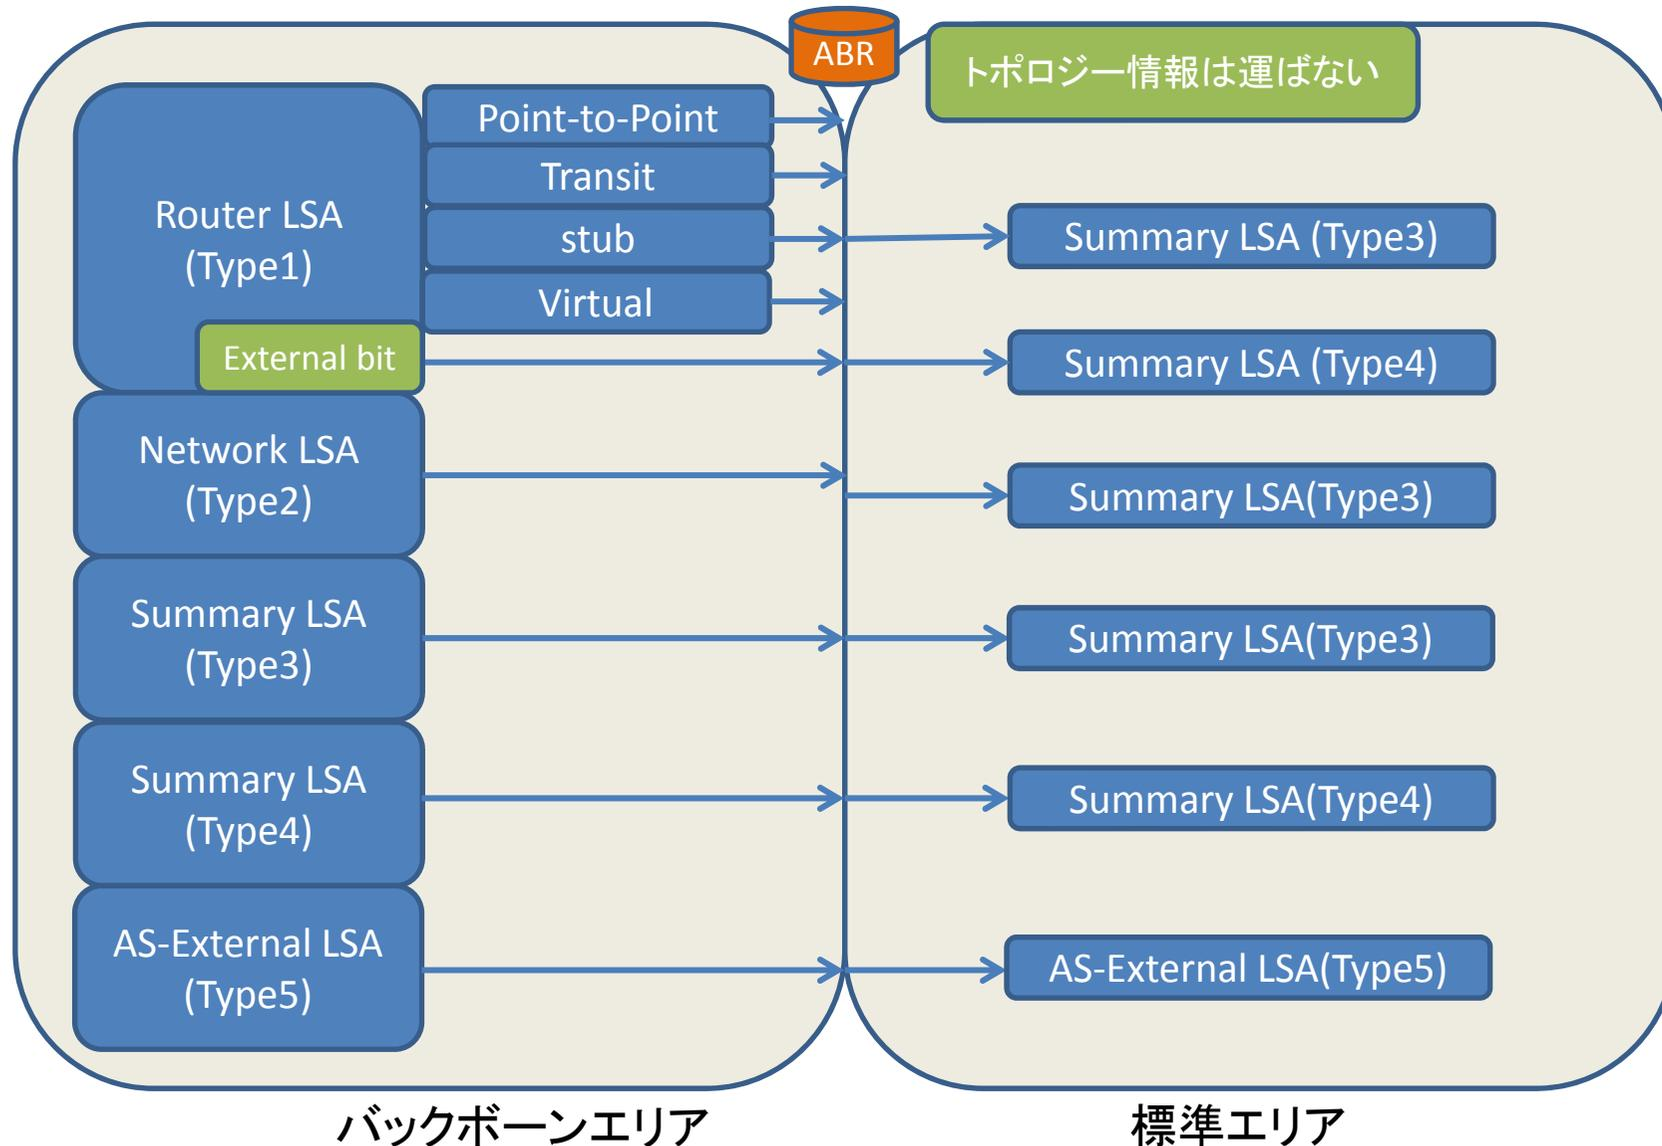 ABR
トポロジー情報は運ばない
Router LSA
(Type1)
Point-to-Point
Transit
stub
Virtual
External bit
Summary LSA (Type3)
Summary LSA (Type4)
Network LSA
(Type2)
Summary LSA(Type3)
Summary LSA
(Type3)
Summary LSA(Type3)
Summary LSA
(Type4)
Summary LSA(Type4)
AS-External LSA
(Type5)
AS-External LSA(Type5)
バックボーンエリア
標準エリア